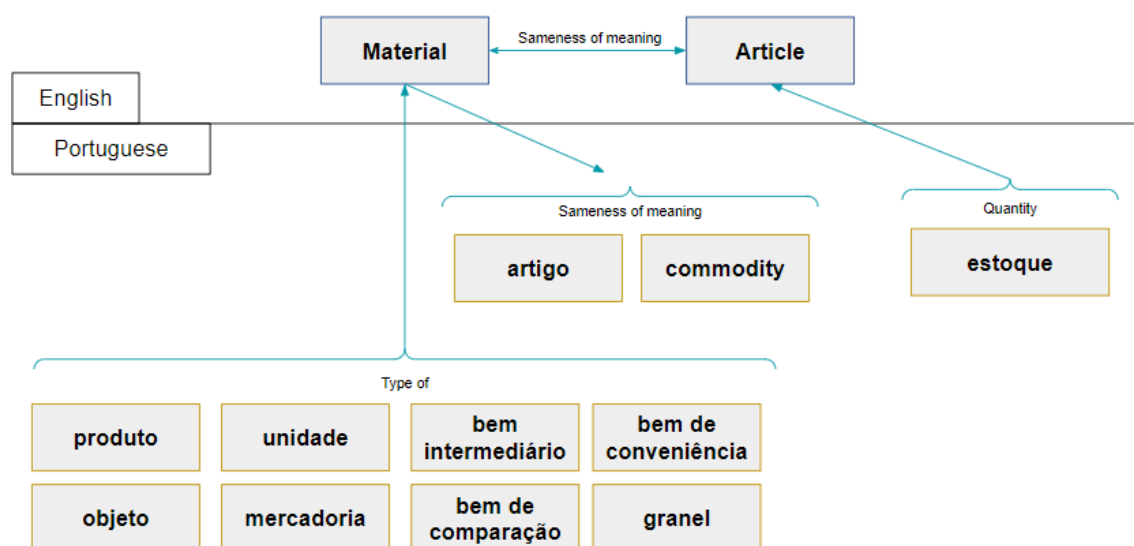 Material
Sameness of meaning
Article
English
Portuguese
Sameness of meaning
Quantity
artigo
commodity
estoque
Type of
produto
unidade
bem
intermediário
bem de
conveniência
objeto
mercadoria
bem de
comparação
granel